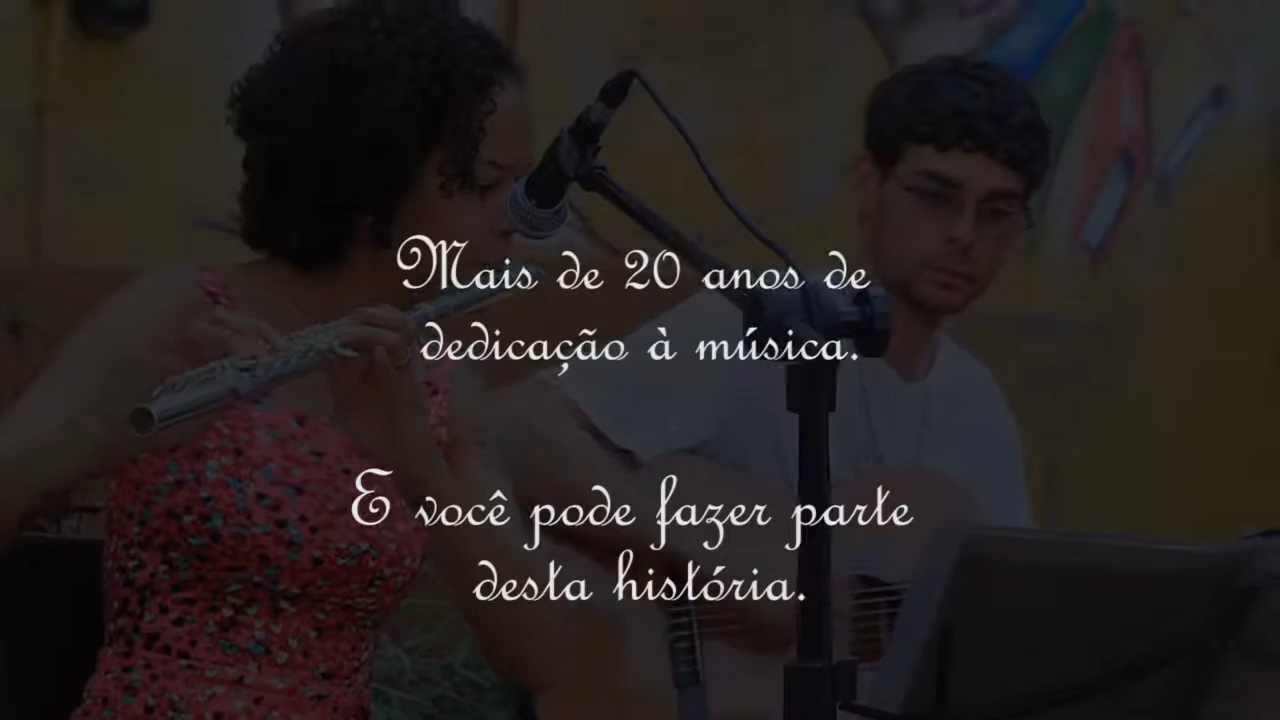 Mais de 20 anos de
dedicação à música.
E você pode fazer parte
desta história.